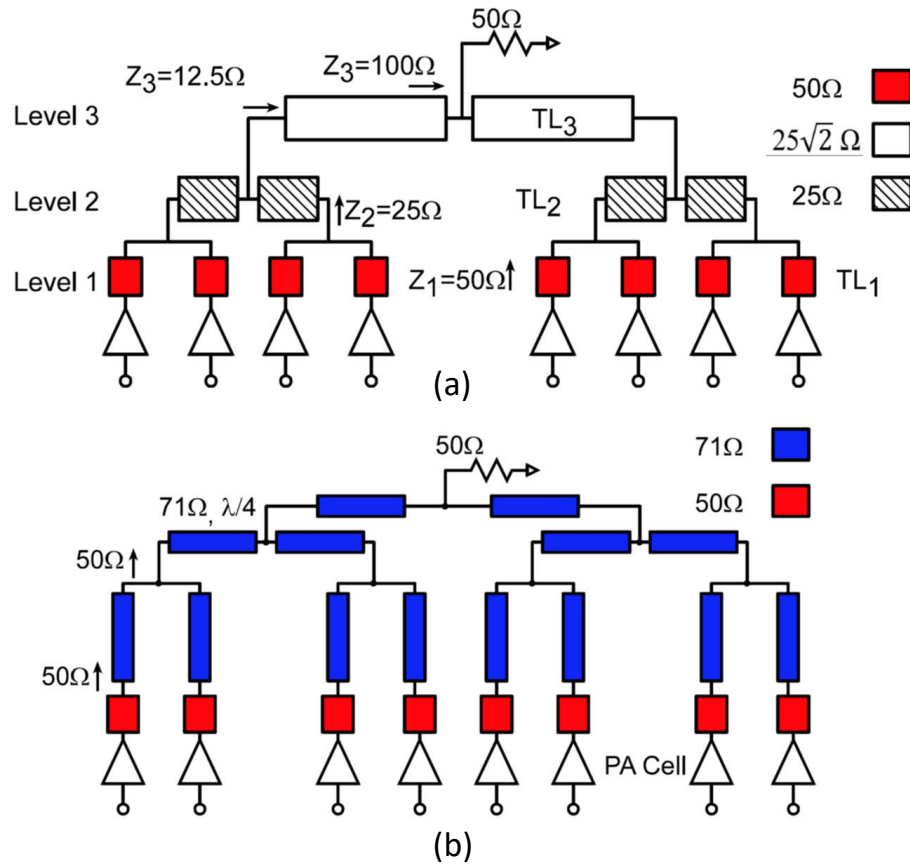 50Ω
Z3=12.5Ω
Z3=100Ω
50Ω
Level 3
TL3
25√2 Ω
Level 2
Z2=25Ω
TL2
25Ω
Level 1
Z1=50Ω
TL1
(a)
50Ω
71Ω
71Ω, λ/4
50Ω
50Ω
50Ω
PA Cell
(b)